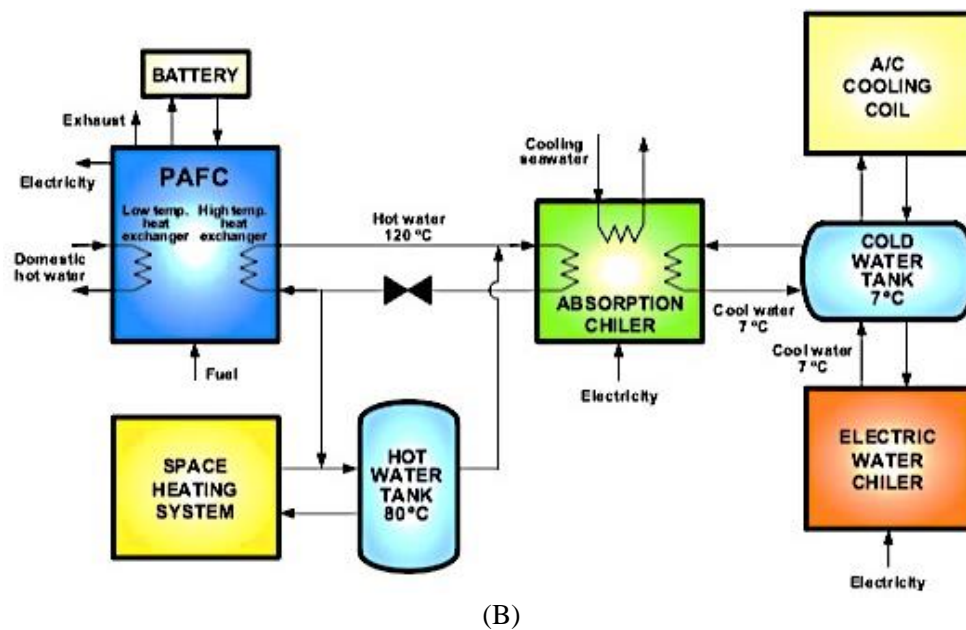 BATTERY
Exhaust
Electricity
PAFC
Low temp.
heat
exchanger
High temp.
heat
exchanger
Domestic
hot water
Fuel
Hot water
120 °C
Cooling
seawater
ABSORPTION
CHILER
Electricity
Cool water
7 °C
A/C
COOLING
COIL
COLD
WATER
TANK
7°C
Cool water
7 °C
ELECTRIC
WATER
CHILER
Electricity
SPACE
HEATING
SYSTEM
HOT
WATER
TANK
80°C
(B)